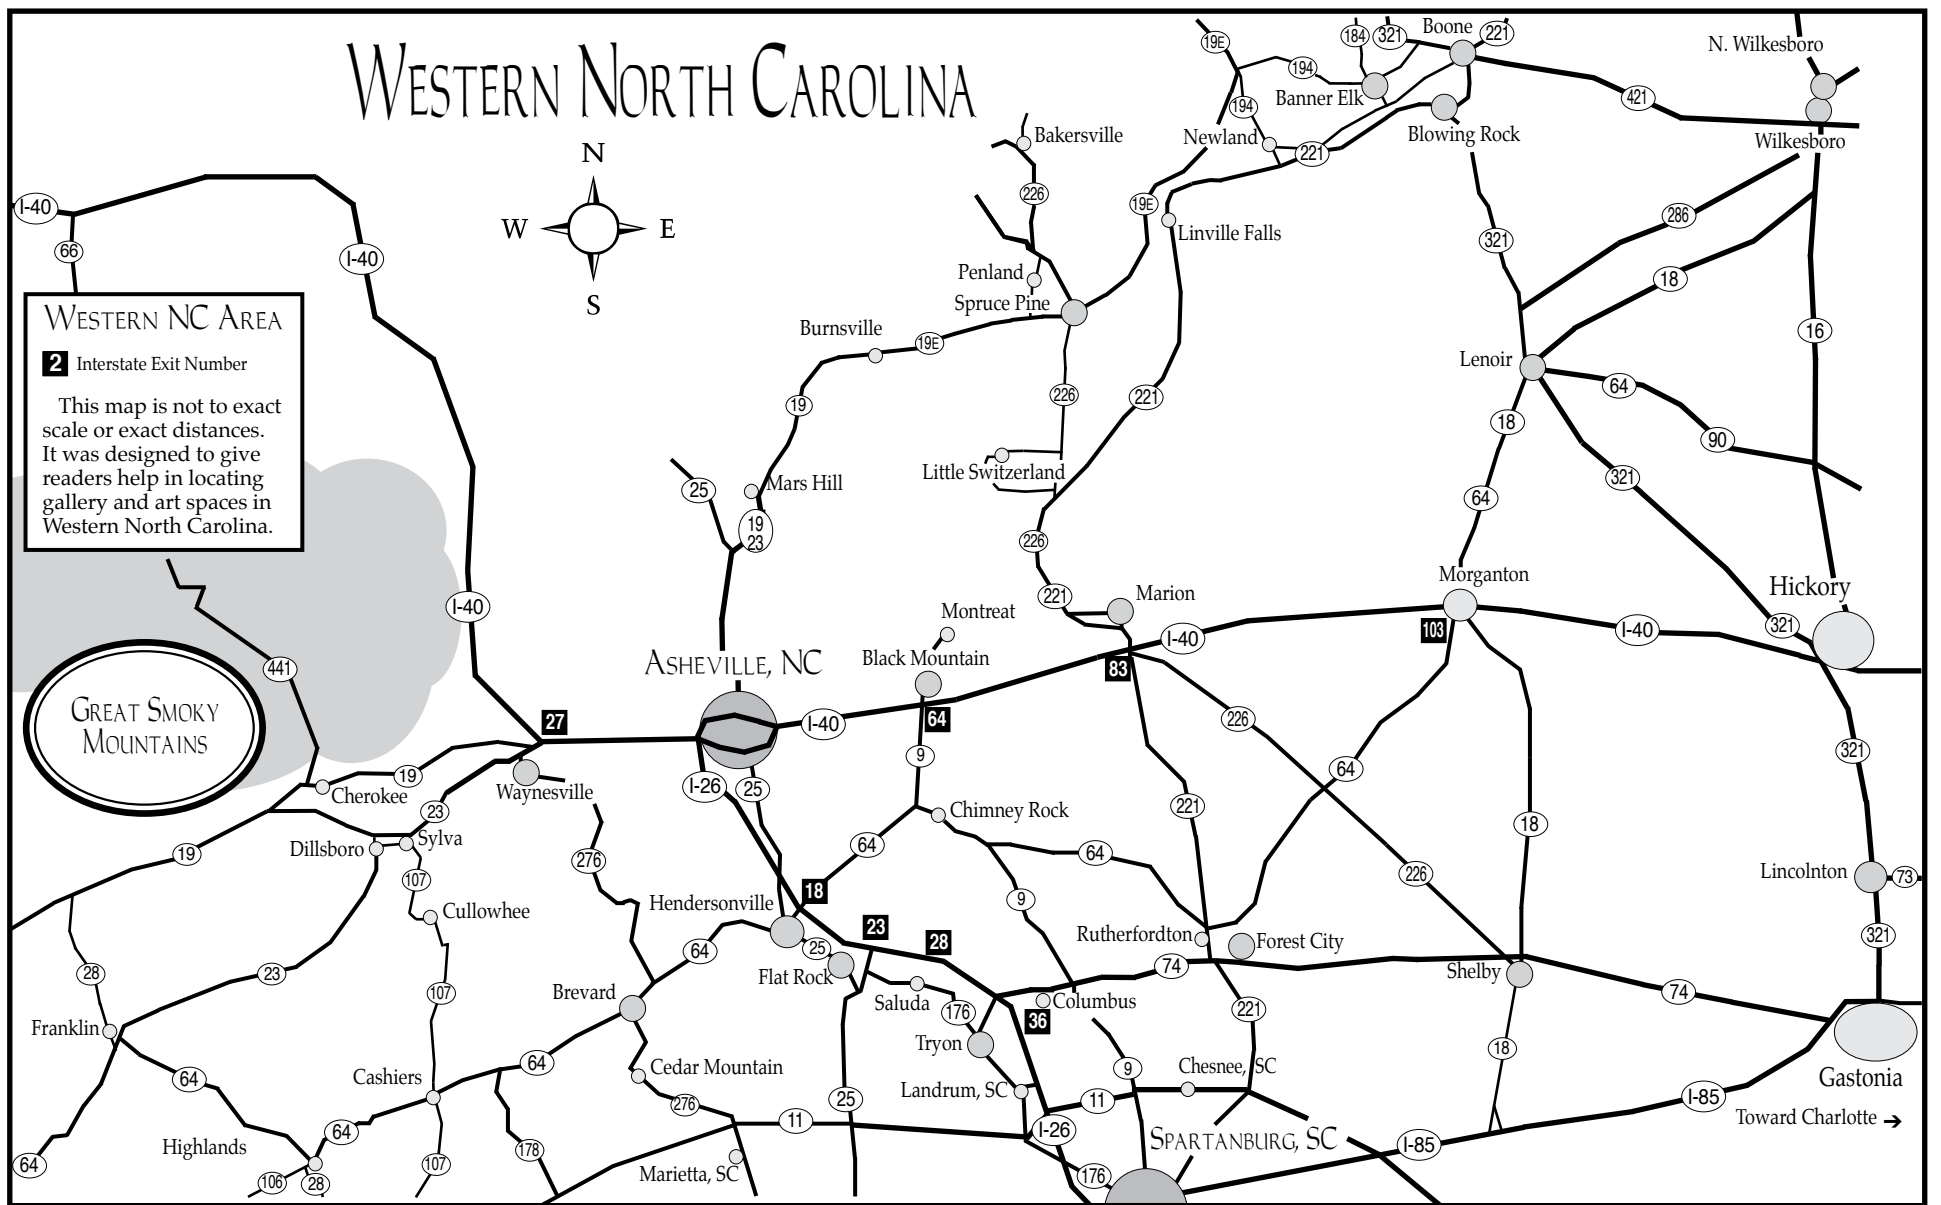 WESTERN NORTH CAROLINA
N
W
E
S
19E
184
321
Boone
221
N. Wilkesboro
194
Banner Elk
194
421
Newland
221
Blowing Rock
Wilkesboro
Bakersville
226
19E
286
Linville Falls
321
18
Penland
Spruce Pine
I-40
66
I-40
WESTERN NC AREA
2 Interstate Exit Number
This map is not to exact
scale or exact distances.
It was designed to give
readers help in locating
gallery and art spaces in
Western North Carolina.
Burnsville
19E
16
Lenoir
64
19
226
221
18
90
Little Switzerland
321
25
Mars Hill
64
19
23
226
Morganton
Hickory
221
Marion
I-40
Montreat
103
I-40
321
I-40
441
ASHEVILLE, NC
Black Mountain
83
GREAT SMOKY
MOUNTAINS
27
I-40
64
226
9
321
64
19
Cherokee
Waynesville
I-26
25
23
Chimney Rock
221
18
Dillsboro
Sylva
19
276
64
64
226
Lincolnton
73
107
18
Hendersonville
9
Cullowhee
23
28
Rutherfordton
Forest City
321
64
25
Flat Rock
74
Shelby
28
23
107
Brevard
Saluda
176
Columbus
36
221
74
Franklin
Tryon
64
64
Cashiers
Cedar Mountain
Landrum, SC
9
Chesnee, SC
18
Gastonia
276
25
11
I-85
Toward Charlotte ➔
11
64
Highlands
I-26
SPARTANBURG, SC
I-85
178
64
107
Marietta, SC
176
106
28